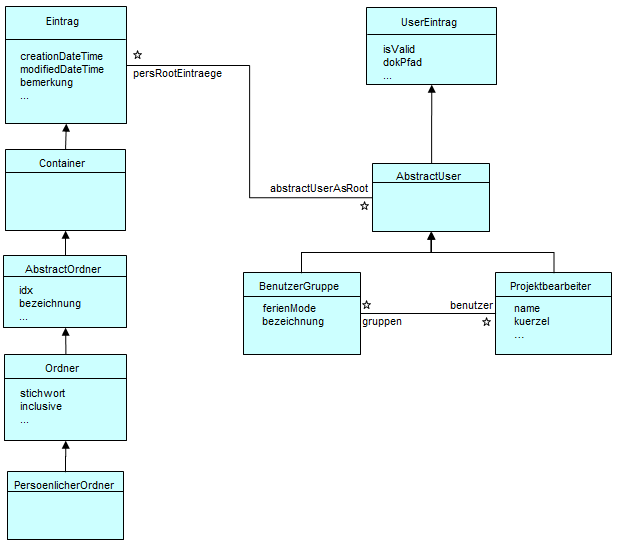 Eintrag
creationDateTime
modifiedDateTime
bemerkung
...
UserEintrag
isValid
dokPfad
...
persRootEintraege
Container
AbstractUser
abstractUserAsRoot
AbstractOrdner
idx
bezeichnung
...
BenutzerGruppe
ferienMode
bezeichnung
benutzer
gruppen
Projektbearbeiter
name
kuerzel
...
Ordner
stichwort
inclusive
...
PersoenlicherOrdner